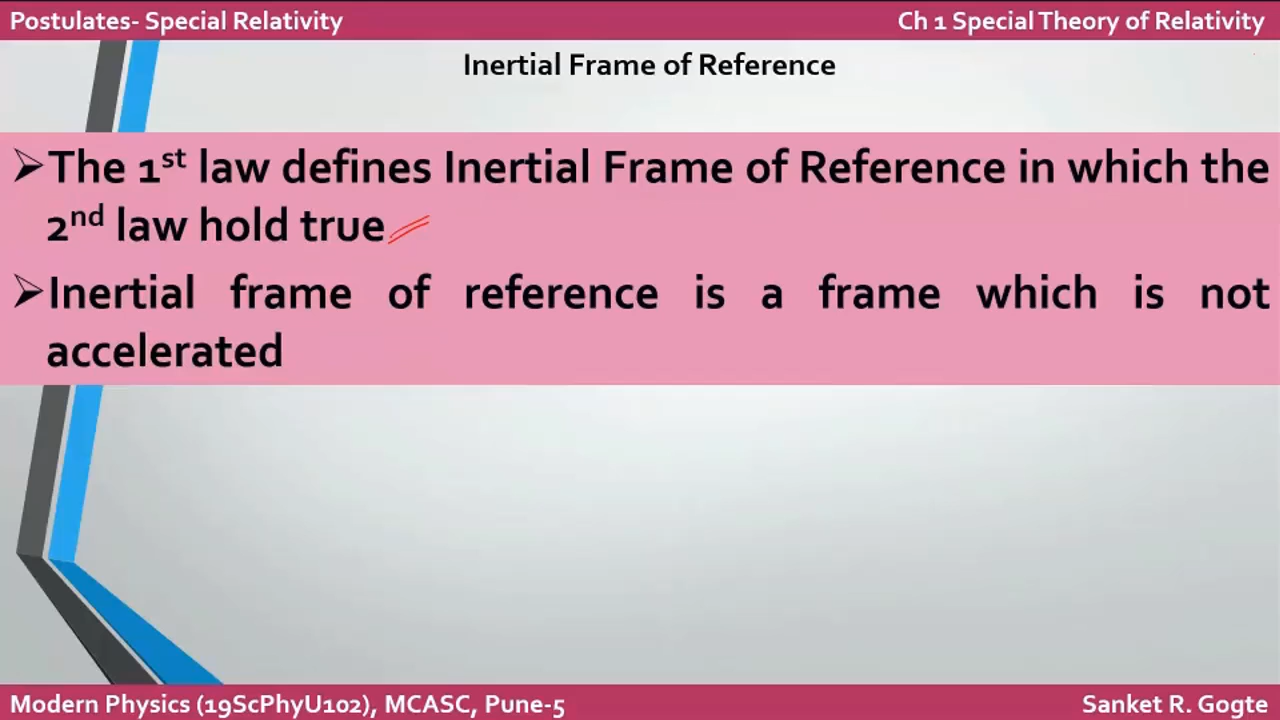 Postulates- Special Relativity
Ch 1 Special Theory of Relativity
Inertial Frame of Reference
➢The 1st law defines Inertial Frame of Reference in which the
2nd law hold true
➢Inertial frame of reference is a frame which is not
accelerated
Modern Physics (19ScPhyU102), MCASC, Pune-5
Sanket R. Gogte